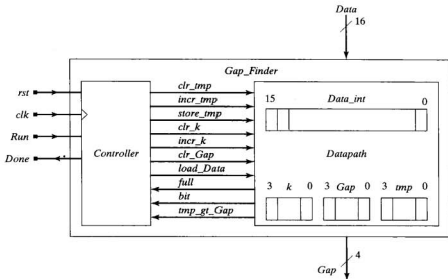 Data
16
Gap_Finder
rst
clk
Run
Done
Controller
clr_tmp
incr_tmp
store_tmp
clr_k
incr_k
clr_Gap
load_Data
full
bit
tmp_gt_Gap
15 Data_int 0
Datapath
3 k 0 3 Gap 0 3 tmp 0
4
Gap